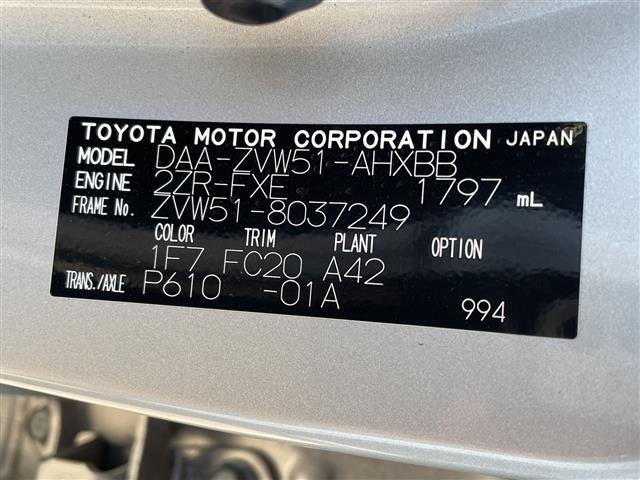 TOYOTA MOTOR CORPORATION JAPAN
MODEL DAA-ZVW51-AHXBB
ENGINE 2ZR-FXE 1797 mL
FRAME No. ZVW51-8037249
COLOR TRIM PLANT OPTION
1F7 FC20 A42
TRANS./AXLE P610 -01A 994